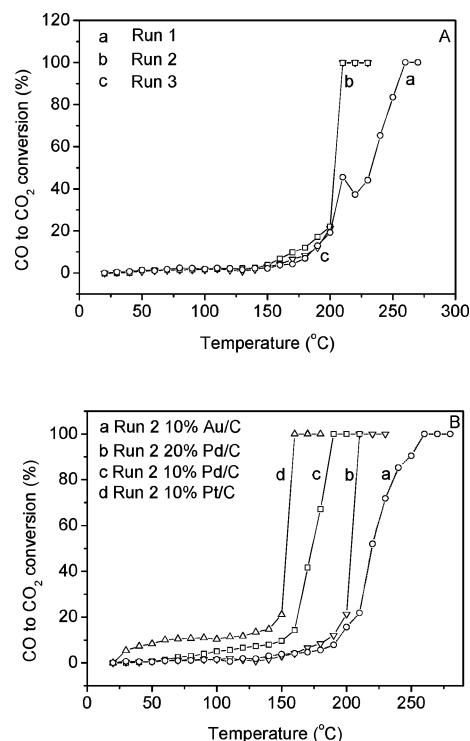 A
a Run 1
b Run 2
c Run 3
b
a
c
120
100
80
60
40
20
0
0 50 100 150 200 250 300
CO to CO2 conversion (%)
Temperature (°C)
B
a Run 2 10% Au/C
b Run 2 20% Pd/C
c Run 2 10% Pd/C
d Run 2 10% Pt/C
d c b a
100
80
60
40
20
0
0 50 100 150 200 250
CO to CO2 conversion (%)
Temperature (°C)